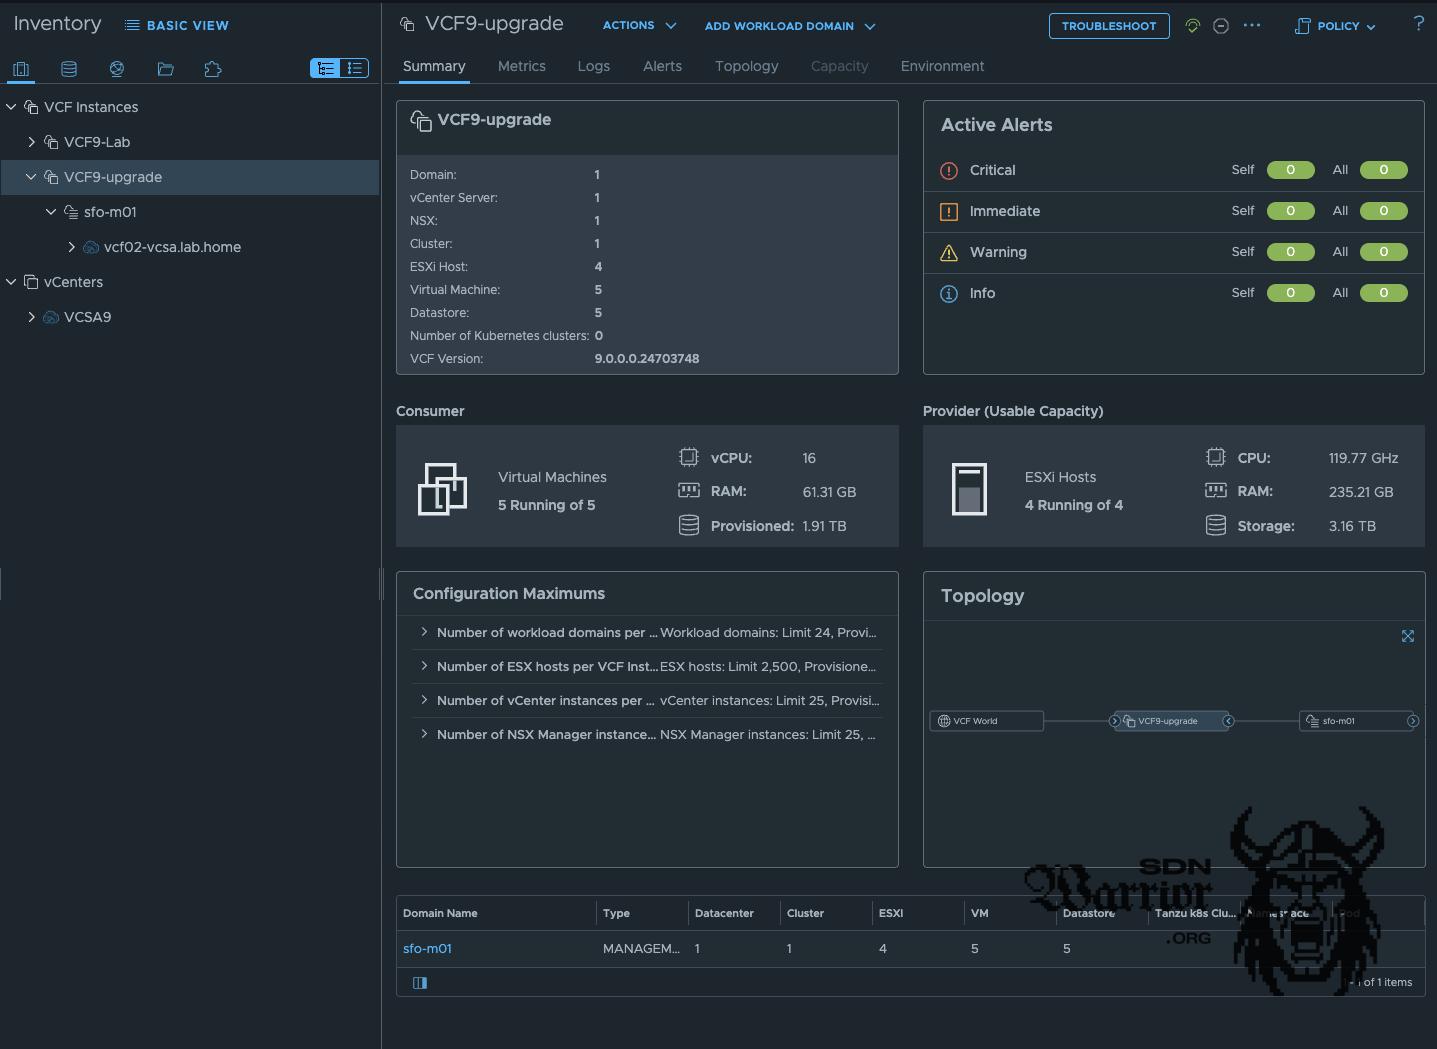 Inventory
BASIC VIEW
VCF9-upgrade
ACTIONS
ADD WORKLOAD DOMAIN
TROUBLESHOOT
POLICY
?
Summary Metrics Logs Alerts Topology Capacity Environment
VCF Instances
VCF9-Lab
VCF9-upgrade
sfo-m01
vcf02-vcsa.lab.home
vCenters
VCSA9
VCF9-upgrade
Domain: 1
vCenter Server: 1
NSX: 1
Cluster: 1
ESXi Host: 4
Virtual Machine: 5
Datastore: 5
Number of Kubernetes clusters: 0
VCF Version: 9.0.0.0.24703748
Active Alerts
Critical Self 0 All 0
Immediate Self 0 All 0
Warning Self 0 All 0
Info Self 0 All 0
Consumer
Virtual Machines
5 Running of 5
vCPU: 16
RAM: 61.31 GB
Provisioned: 1.91 TB
Provider (Usable Capacity)
ESXi Hosts
4 Running of 4
CPU: 119.77 GHz
RAM: 235.21 GB
Storage: 3.16 TB
Configuration Maximums
Number of workload domains per ... Workload domains: Limit 24, Provi...
Number of ESX hosts per VCF Inst... ESX hosts: Limit 2,500, Provisione...
Number of vCenter instances per ... vCenter instances: Limit 25, Provisi...
Number of NSX Manager instance... NSX Manager instances: Limit 25, ...
Topology
VCF World
VCF9-upgrade
sfo-m01
SDN
Warrior
.ORG
Domain Name Type Datacenter Cluster ESXI VM Datastore Tanzu k8s Clu... Namespace Pod
sfo-m01 MANAGEM... 1 1 4 5 5
1 - 1 of 1 items